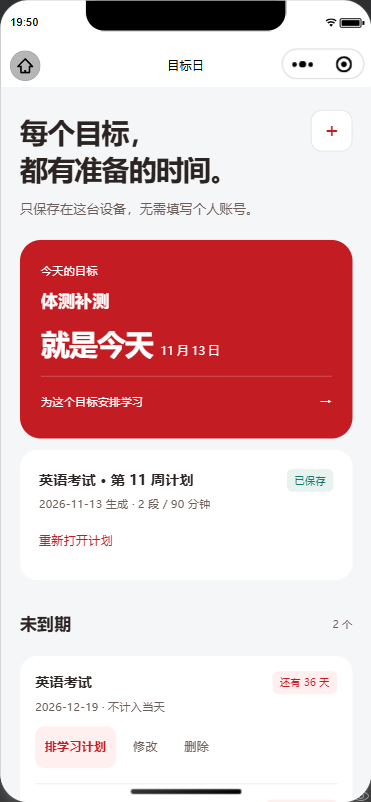 19:50
目标日
每个目标，
都有准备的时间。
+
只保存在这台设备，无需填写个人账号。
今天的目标
体测补测
就是今天 11 月 13 日
为这个目标安排学习 →
英语考试 • 第 11 周计划 已保存
2026-11-13 生成 · 2 段 / 90 分钟
重新打开计划
未到期 2 个
英语考试 还有 36 天
2026-12-19 · 不计入当天
排学习计划 修改 删除